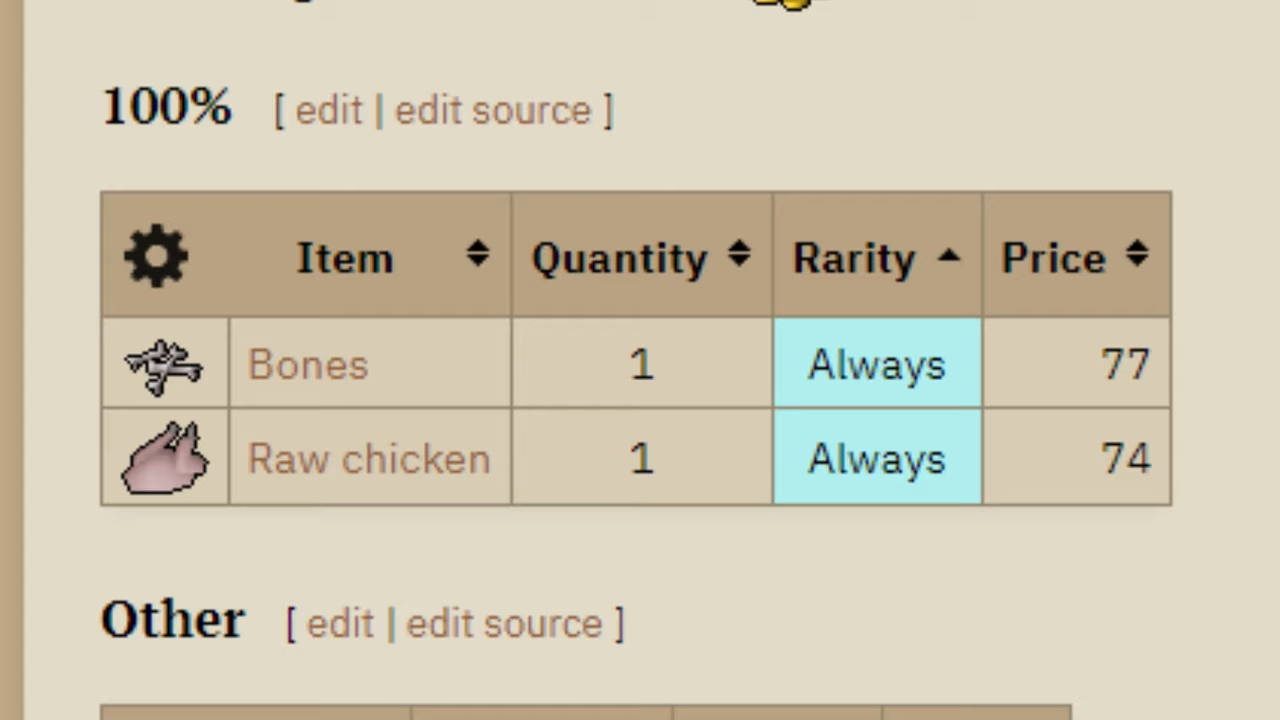 100% [ edit | edit source ]
Item Quantity Rarity Price
Bones 1 Always 77
Raw chicken 1 Always 74
Other [ edit | edit source ]